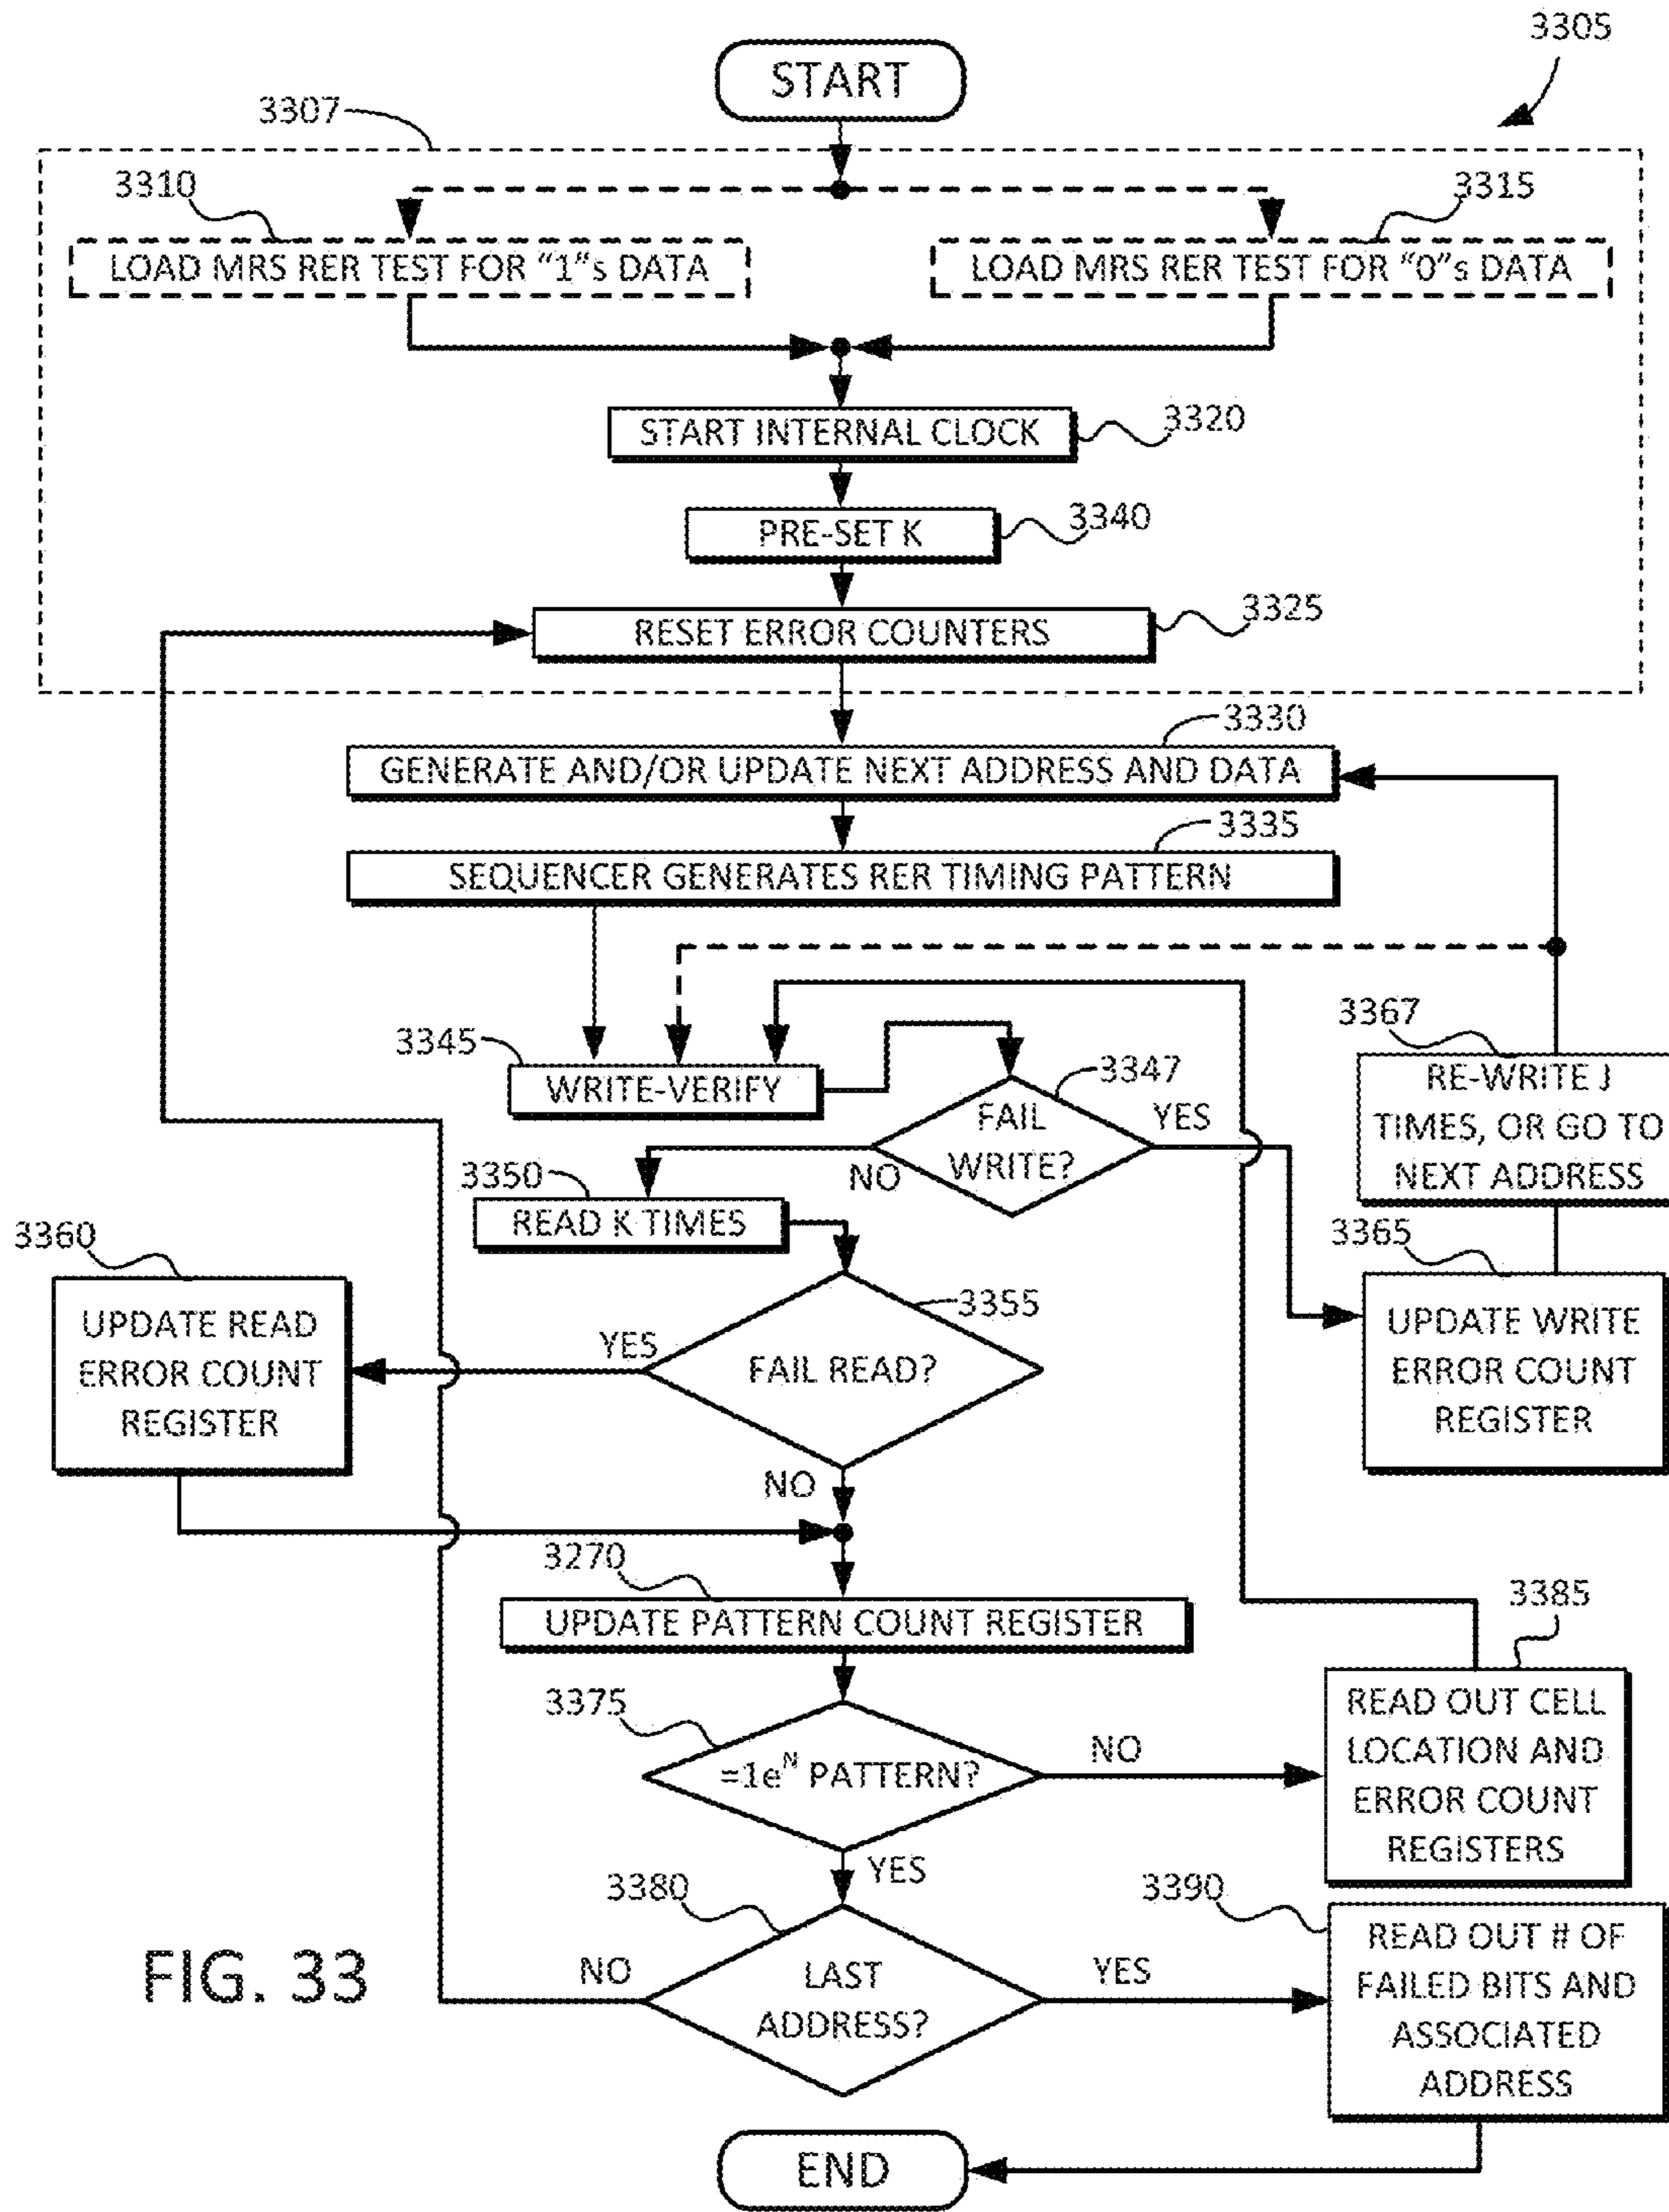 3305
START
3307
3310
3315
LOAD MRS RER TEST FOR "1"s DATA
LOAD MRS RER TEST FOR "0"s DATA
START INTERNAL CLOCK
3320
PRE-SET K
3340
RESET ERROR COUNTERS
3325
3330
GENERATE AND/OR UPDATE NEXT ADDRESS AND DATA
3335
SEQUENCER GENERATES RER TIMING PATTERN
3345
WRITE-VERIFY
3347
FAIL
WRITE?
YES
NO
3367
RE-WRITE J
TIMES, OR GO TO
NEXT ADDRESS
3350
READ K TIMES
3360
UPDATE READ
ERROR COUNT
REGISTER
3355
FAIL READ?
YES
NO
3365
UPDATE WRITE
ERROR COUNT
REGISTER
3270
UPDATE PATTERN COUNT REGISTER
3375
=1e^N PATTERN?
NO
YES
3385
READ OUT CELL
LOCATION AND
ERROR COUNT
REGISTERS
3380
LAST
ADDRESS?
NO
YES
3390
READ OUT # OF
FAILED BITS AND
ASSOCIATED
ADDRESS
FIG. 33
END